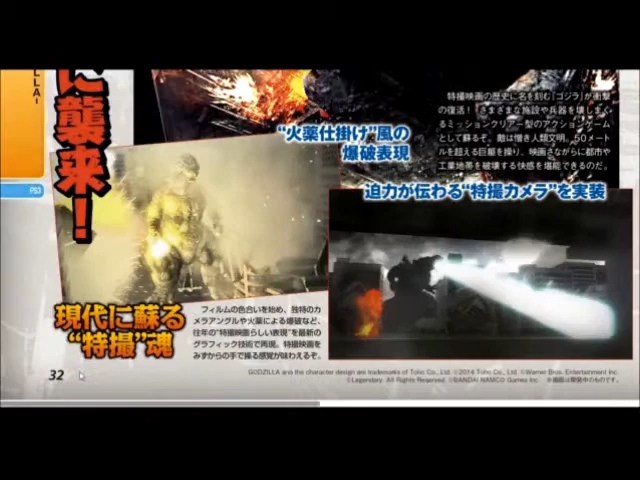 LLA-
に襲来!
PS3
“火薬仕掛け”風の
爆破表現
特撮映画の歴史に名を刻む「ゴジラ」が衝撃
の復活! さまざまな施設や兵器を壊しまく
るミッションクリアー型のアクションゲーム
として蘇るぞ。敵は憎き人類文明。50メート
ルを超える巨躯を操り、映画さながらに都市や
工業地帯を破壊する快感を堪能できるのだ。
迫力が伝わる“特撮カメラ”を実装
現代に蘇る
“特撮”魂
フィルムの色合いを始め、独特のカ
メラアングルや火薬による爆破など、
往年の“特撮映画らしい表現”を最新の
グラフィック技術で再現。特撮映画を
みずからの手で撮る感覚が味わえるぞ。
32
GODZILLA and the character design are trademarks of Toho Co., Ltd. ©2014 Toho Co., Ltd. ©Warner Bros. Entertainment Inc.
©Legendary. All Rights Reserved. ©BANDAI NAMCO Games Inc. ※画面は開発中のものです。